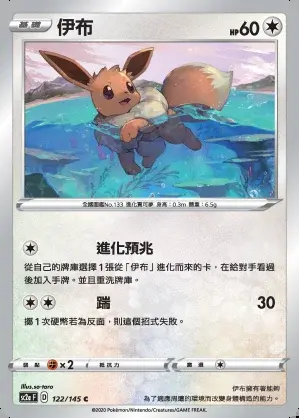 基礎 伊布 HP60
全國圖鑑No.133 進化寶可夢 身高：0.3m 體重：6.5g
進化預兆
從自己的牌庫選擇1張從「伊布」進化而來的卡，在給對手看過
後加入手牌。並且重洗牌庫。
踹 30
擲1次硬幣若為反面，則這個招式失敗。
弱點 ×2 抵抗力 撤退
Illus.so-taro
sc2a F 122/145 C
伊布擁有著能夠
為了適應周遭的環境而改變身體構造的能力。
©2020 Pokémon/Nintendo/Creatures/GAME FREAK.